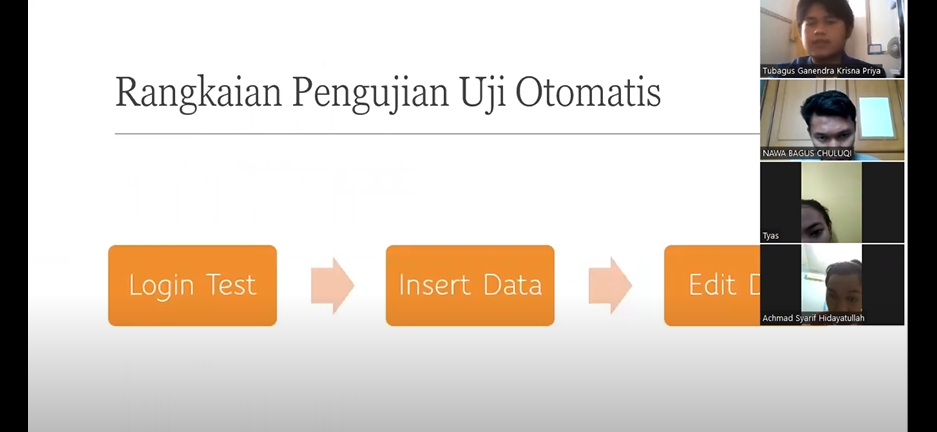 Rangkaian Pengujian Uji Otomatis
Login Test
Insert Data
Edit
Tubagus Ganendra Krisna Priya
NAWA BAGUS CHULUQI
Tyas
Achmad Syarif Hidayatullah